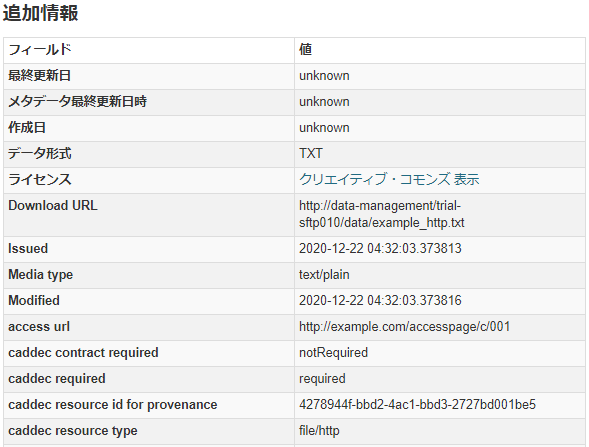 追加情報
フィールド 値
最終更新日 unknown
メタデータ最終更新日時 unknown
作成日 unknown
データ形式 TXT
ライセンス クリエイティブ・コモンズ 表示
Download URL http://data-management/trial-
sftp010/data/example_http.txt
Issued 2020-12-22 04:32:03.373813
Media type text/plain
Modified 2020-12-22 04:32:03.373816
access url http://example.com/accesspage/c/001
caddec contract required notRequired
caddec required required
caddec resource id for provenance 4278944f-bbd2-4ac1-bbd3-2727bd001be5
caddec resource type file/http